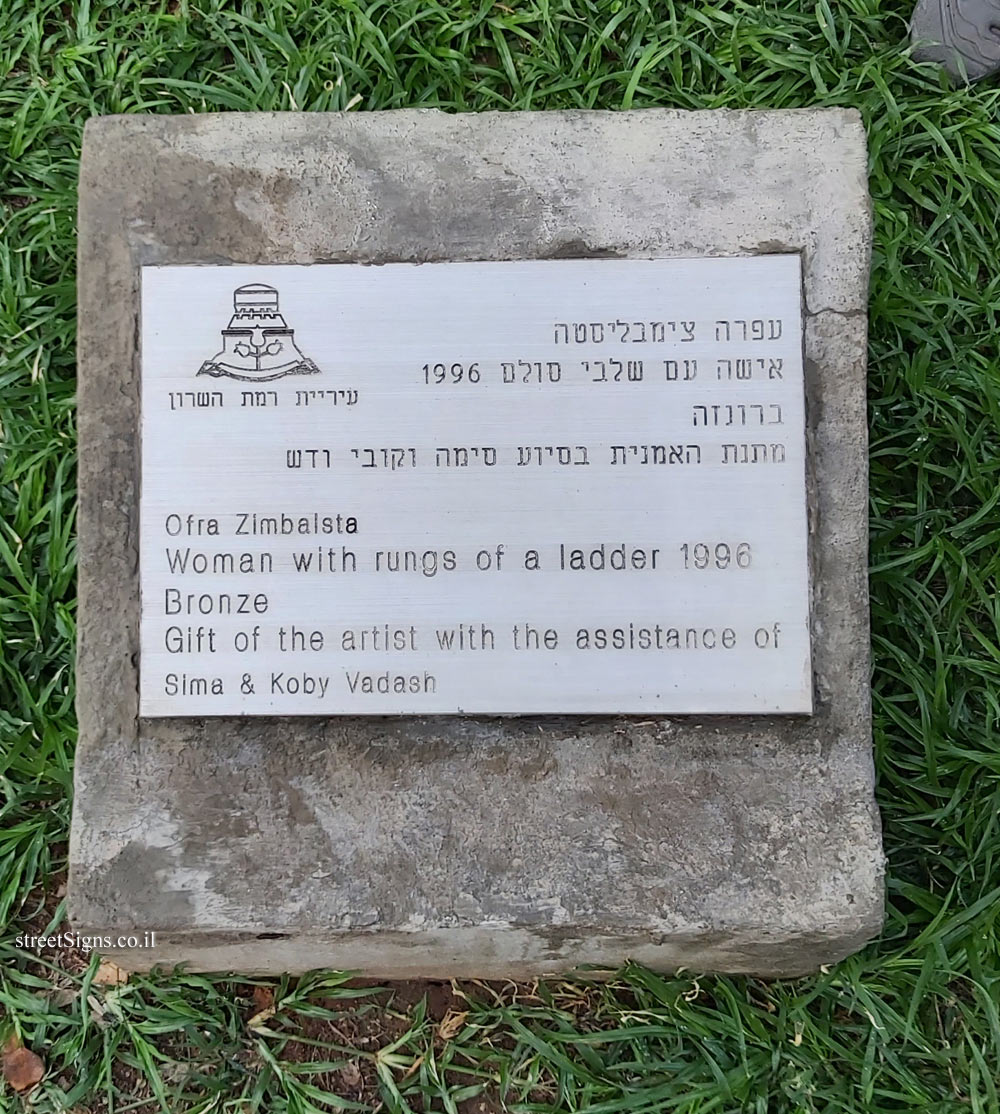 עיריית רמת השרון
עפרה צימבליסטה
אישה עם שלבי סולם 1996
ברונזה
מתנת האמנית בסיוע סימה וקובי ודש
Ofra Zimbalsta
Woman with rungs of a ladder 1996
Bronze
Gift of the artist with the assistance of
Sima & Koby Vadash
streetSigns.co.il